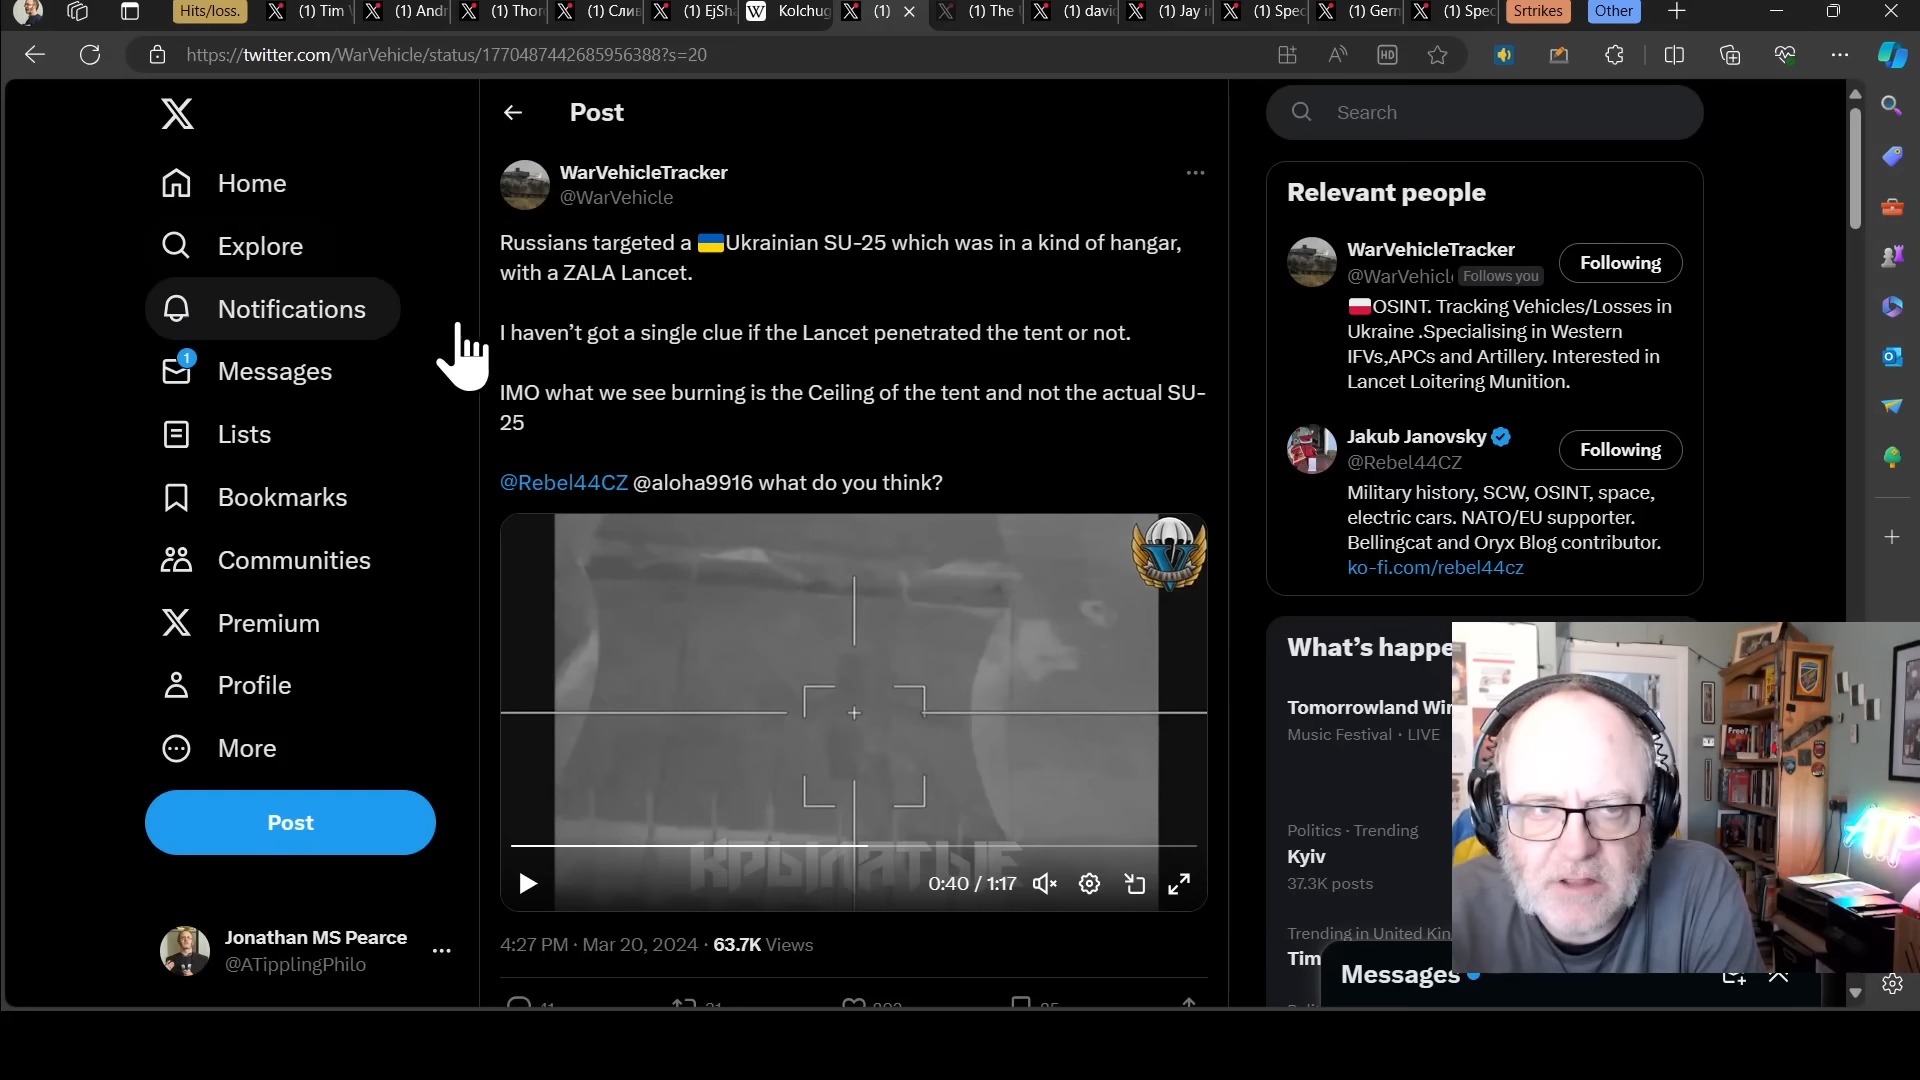 Hits/loss.
(1) Tim
(1) Andr
(1) Thor
(1) Сли
(1) EjSh
W
Kolchug
(1)
(1) The
(1) davi
(1) Jay i
(1) Spec
(1) Gern
(1) Spec
Srtrikes
Other
https://twitter.com/WarVehicle/status/1770487442685956388?s=20
HD
Home
Explore
Notifications
1
Messages
Lists
Bookmarks
Communities
Premium
Profile
More
Post
Jonathan MS Pearce
@ATipplingPhilo
Post
WarVehicleTracker
@WarVehicle
Russians targeted a 🇺🇦Ukrainian SU-25 which was in a kind of hangar,
with a ZALA Lancet.
I haven’t got a single clue if the Lancet penetrated the tent or not.
IMO what we see burning is the Ceiling of the tent and not the actual SU-
25
@Rebel44CZ @aloha9916 what do you think?
КРЫЛАТЫЕ
0:40 / 1:17
4:27 PM · Mar 20, 2024 · 63.7K Views
Search
Relevant people
WarVehicleTracker
Following
@WarVehicl
Follows you
🇵🇱OSINT. Tracking Vehicles/Losses in
Ukraine .Specialising in Western
IFVs,APCs and Artillery. Interested in
Lancet Loitering Munition.
Jakub Janovsky
Following
@Rebel44CZ
Military history, SCW, OSINT, space,
electric cars. NATO/EU supporter.
Bellingcat and Oryx Blog contributor.
ko-fi.com/rebel44cz
What’s happe
Tomorrowland Wi
Music Festival · LIVE
Politics · Trending
Kyiv
37.3K posts
Trending in United Kin
Tim
Messages
Free?
ATP